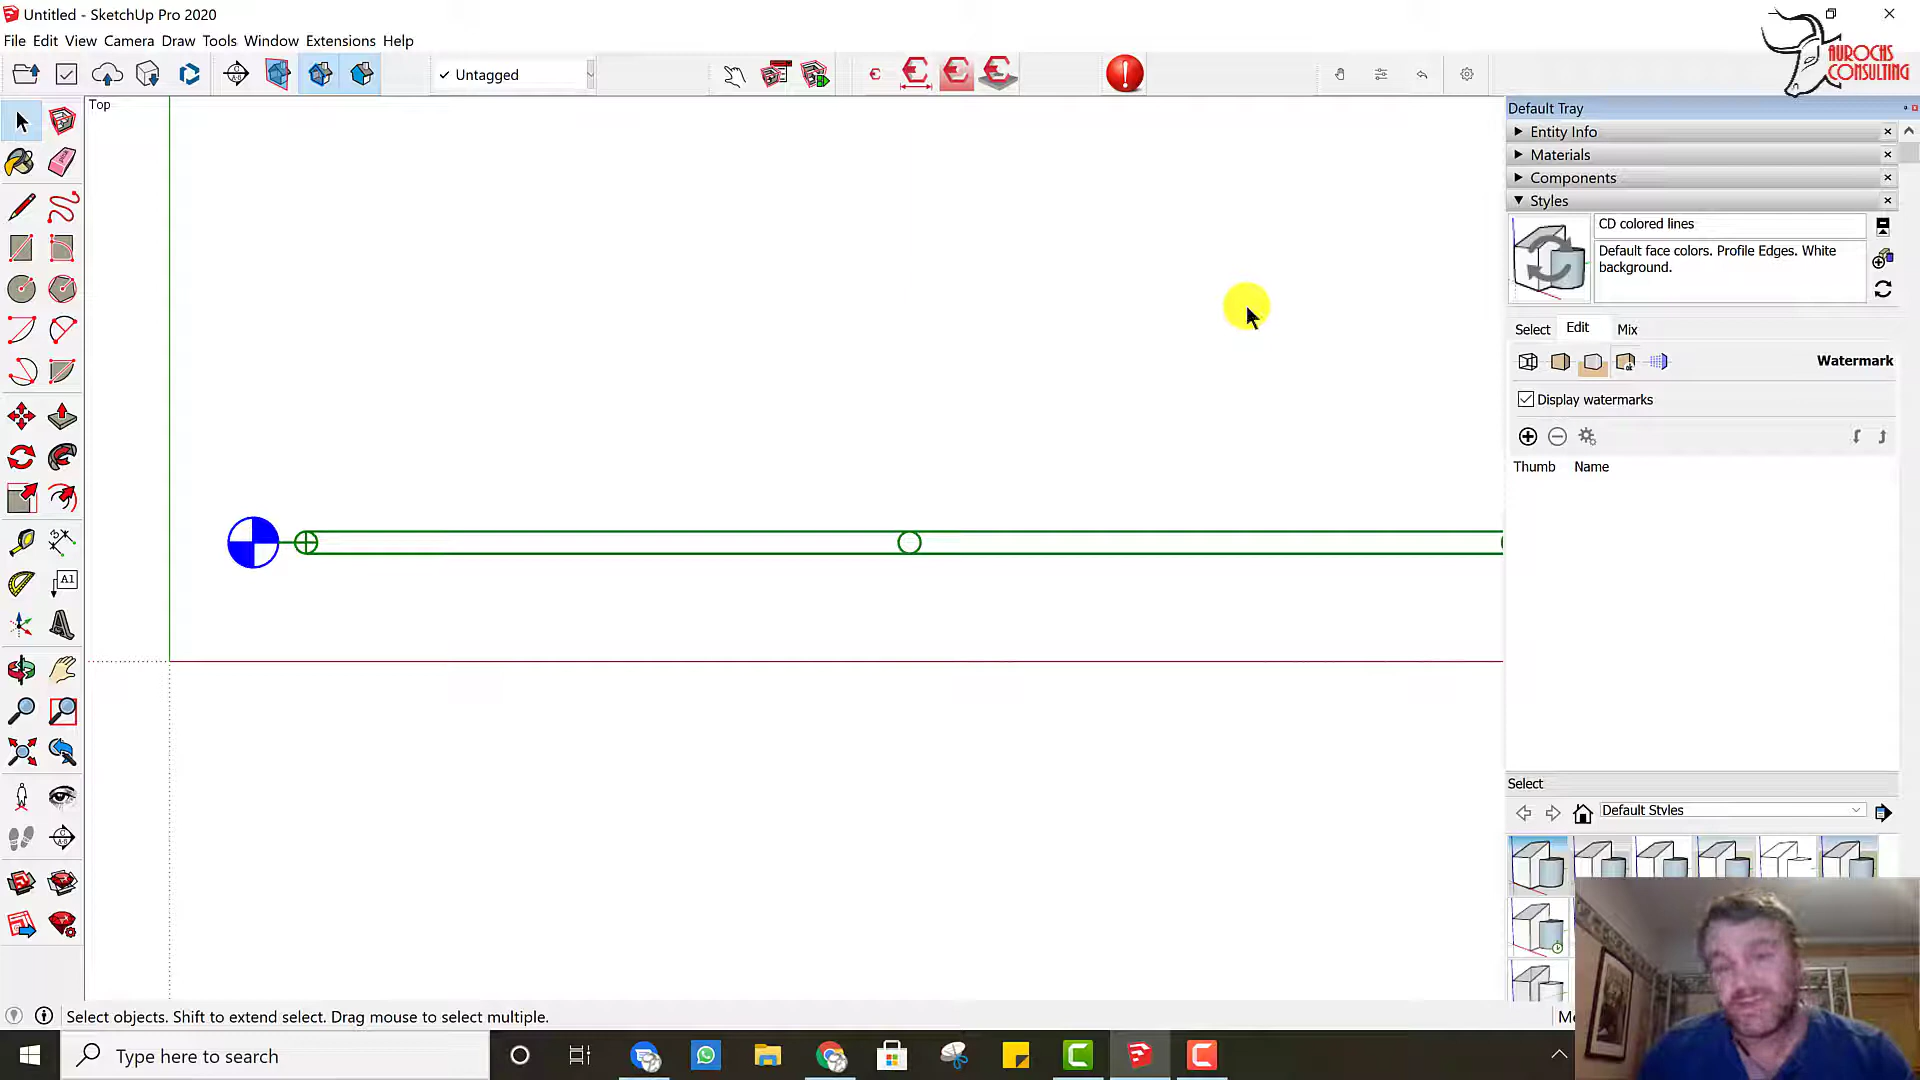 Untitled - SketchUp Pro 2020
File Edit View Camera Draw Tools Window Extensions Help
AUROCHS
CONSULTING
✓ Untagged
Top
Default Tray
Entity Info
Materials
Components
Styles
CD colored lines
Default face colors. Profile Edges. White
background.
Select Edit Mix
Watermark
Display watermarks
Thumb Name
A1
Select
Default Styles
Select objects. Shift to extend select. Drag mouse to select multiple.
Type here to search